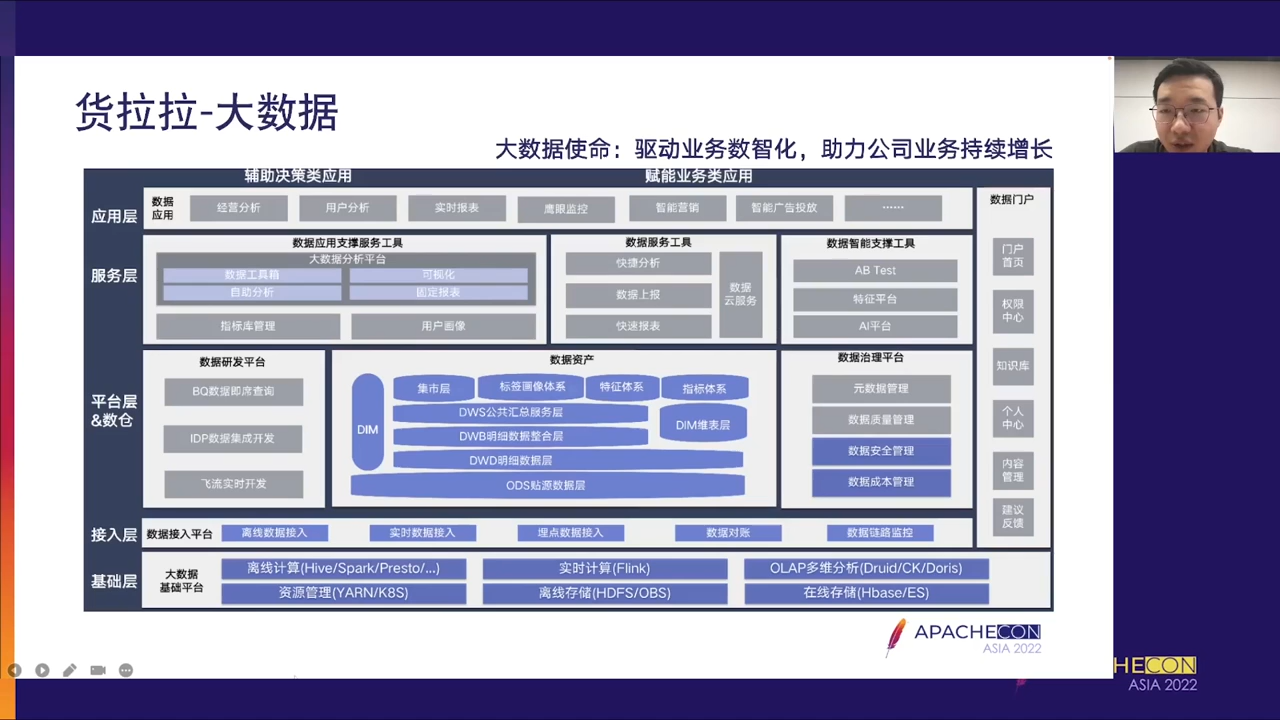 货拉拉-大数据
大数据使命：驱动业务数智化，助力公司业务持续增长
辅助决策类应用
赋能业务类应用
应用层
数据
应用
经营分析
用户分析
实时报表
鹰眼监控
智能营销
智能广告投放
……
数据门户
门户
首页
权限
中心
知识库
个人
中心
内容
管理
建议
反馈
服务层
数据应用支撑服务工具
大数据分析平台
数据工具箱
可视化
自助分析
固定报表
指标库管理
用户画像
数据服务工具
快捷分析
数据上报
快速报表
数据
云服务
数据智能支撑工具
AB Test
特征平台
AI平台
平台层
&数仓
数据研发平台
BQ数据即席查询
IDP数据集成开发
飞流实时开发
数据资产
DIM
集市层
标签画像体系
特征体系
指标体系
DWS公共汇总服务层
DWB明细数据整合层
DIM维表层
DWD明细数据层
ODS贴源数据层
数据治理平台
元数据管理
数据质量管理
数据安全管理
数据成本管理
接入层
数据接入平台
离线数据接入
实时数据接入
埋点数据接入
数据对账
数据链路监控
基础层
大数据
基础平台
离线计算(Hive/Spark/Presto/...)
实时计算(Flink)
OLAP多维分析(Druid/CK/Doris)
资源管理(YARN/K8S)
离线存储(HDFS/OBS)
在线存储(Hbase/ES)
APACHECON
ASIA 2022
HECON
ASIA 2022